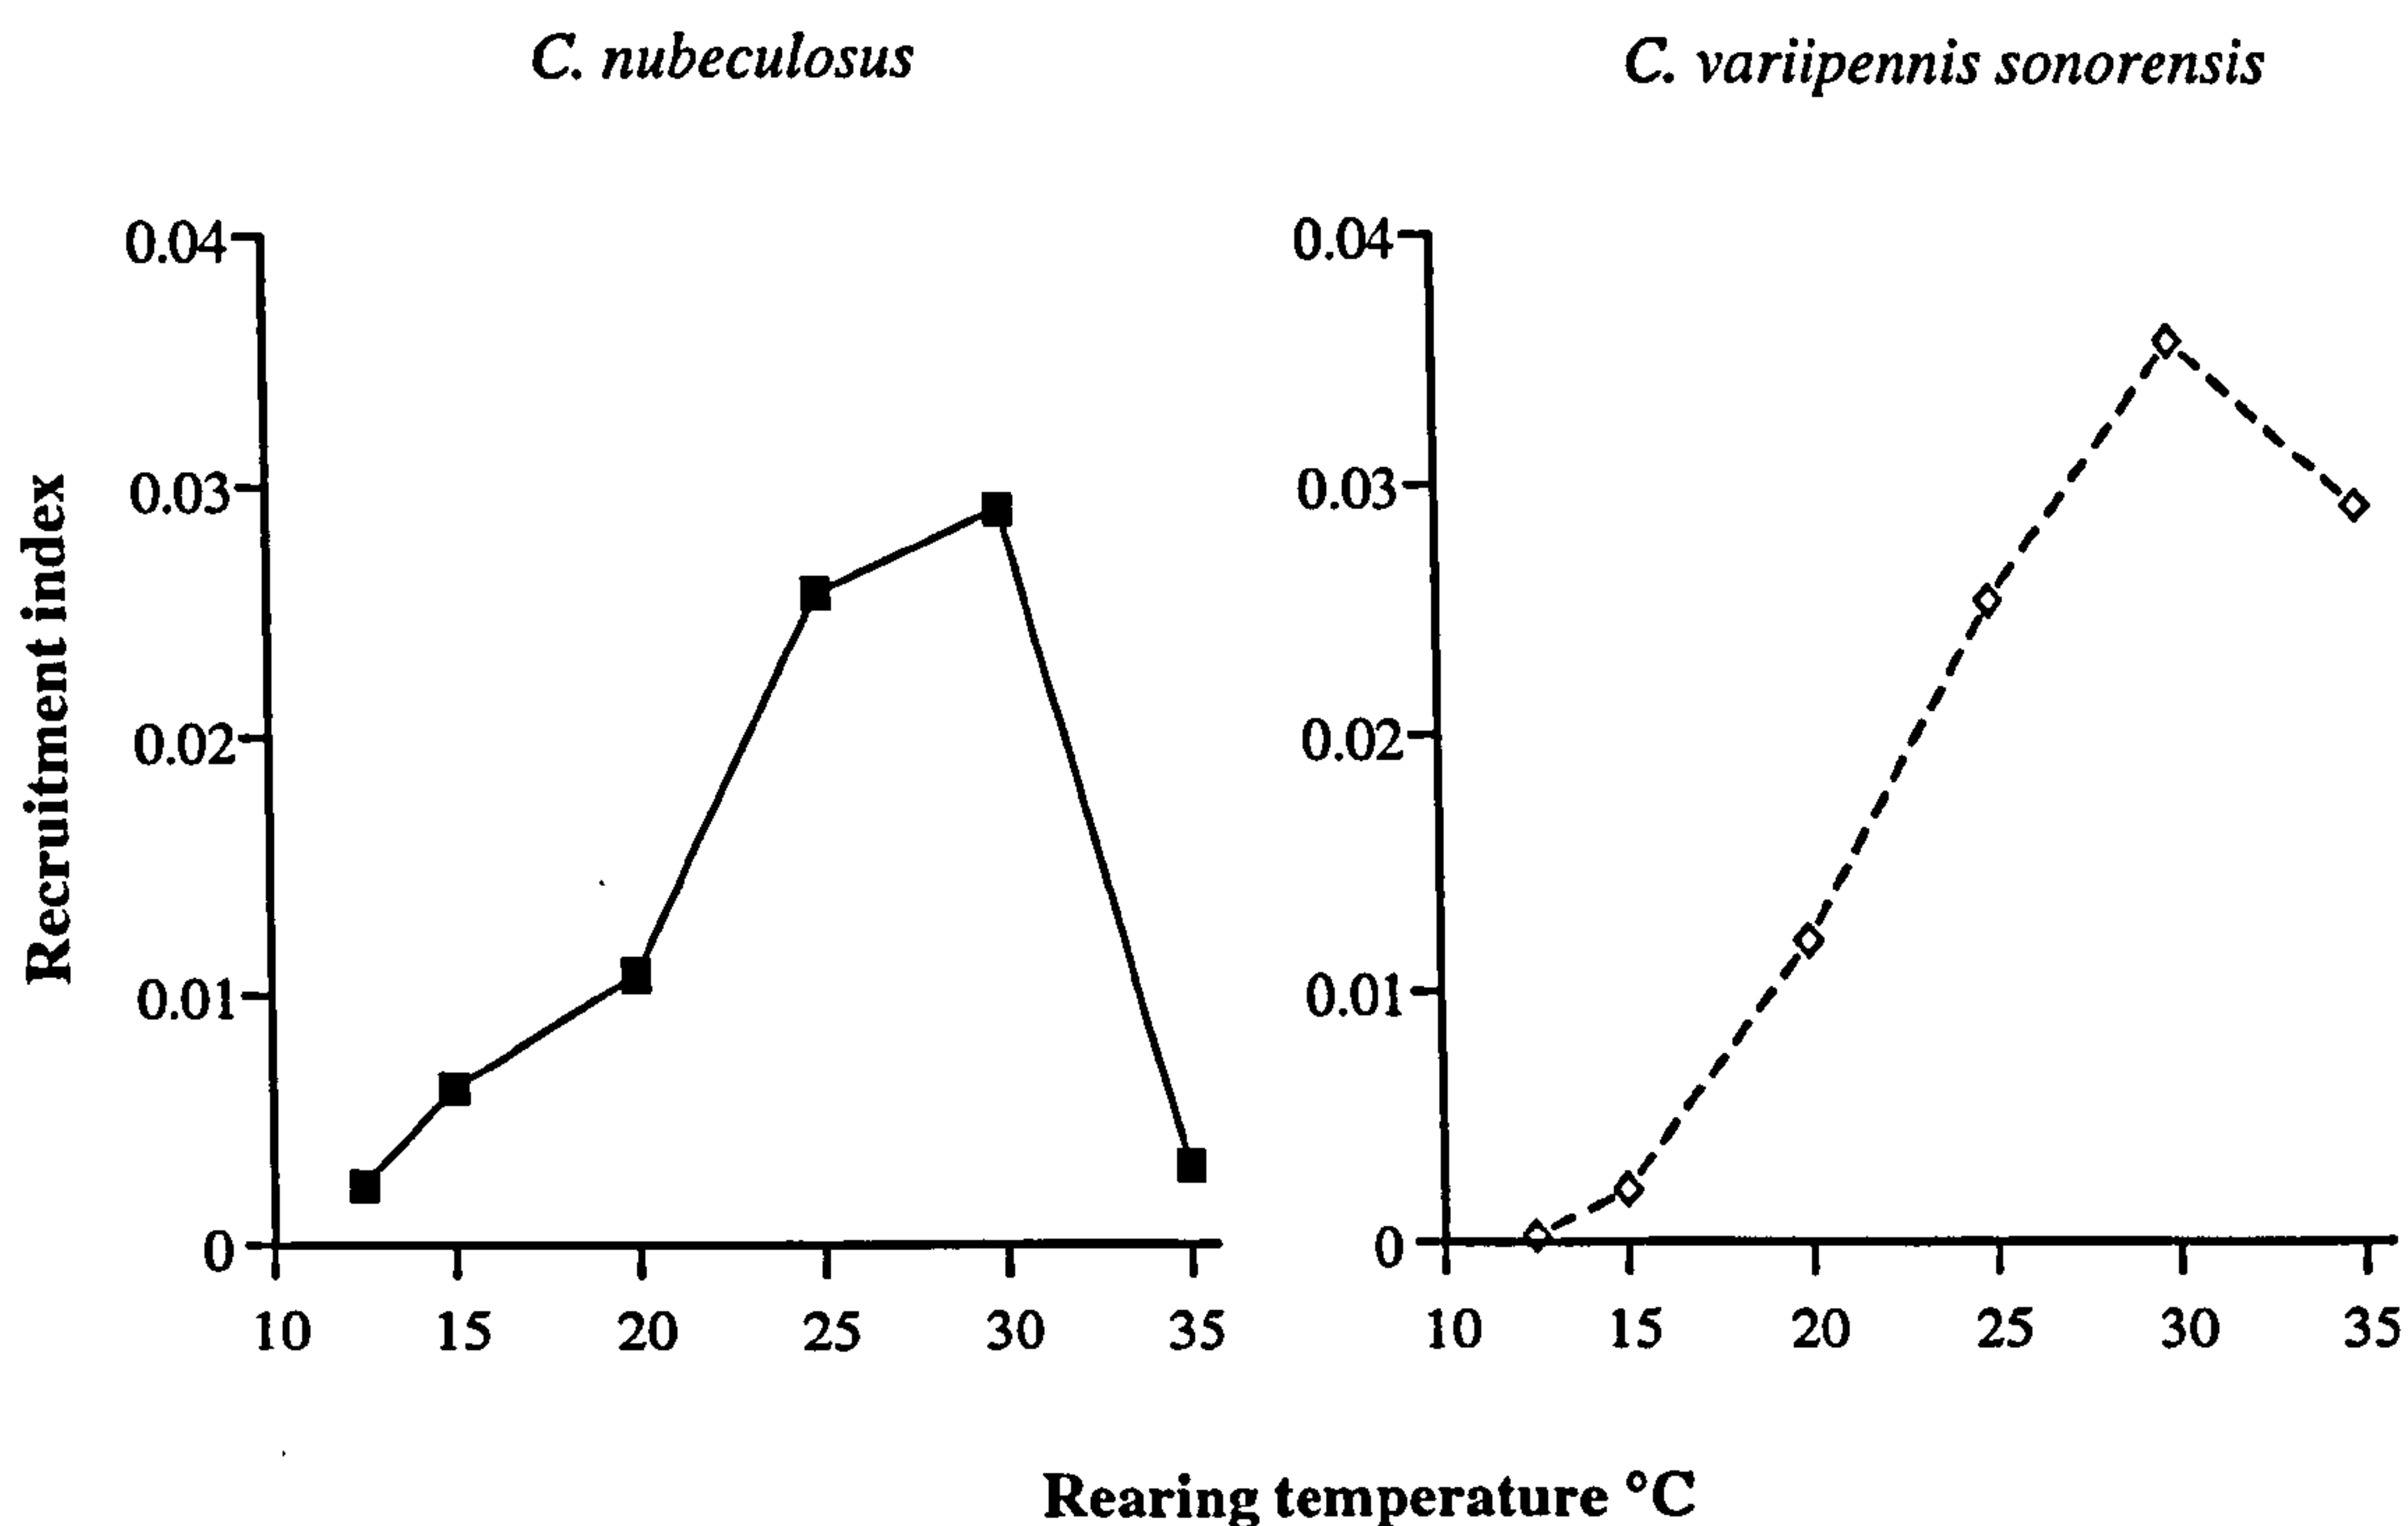 C. nubeculosus
C. variipennis sonorensis
Recruitment index
0.04
0.03
0.02
0.01
0
10 15 20 25 30 35
0.04
0.03
0.02
0.01
0
10 15 20 25 30 35
Rearing temperature °C